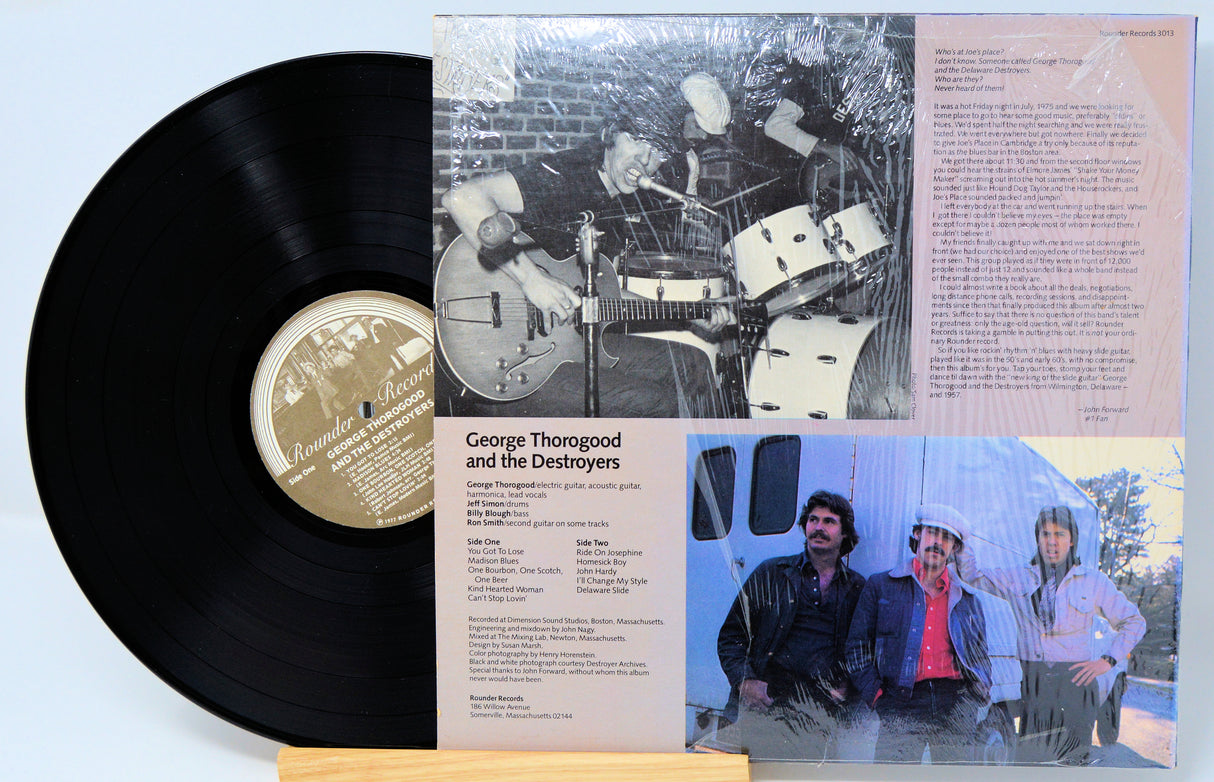 Rounder Records 3013
Who's at Joe's place?
I don't know. Someone called George Thorog
and the Delaware Destroyers.
Who are they?
Never heard of them!
It was a hot Friday night in July, 1975 and we were looking for
some place to go to hear some good music, preferably "oldies" or
blues. We'd spent half the night searching and we were really frus-
trated. We went everywhere but got nowhere. Finally we decided
to give Joe's Place in Cambridge a try only because of its reputa-
tion as the blues bar in the Boston area.
We got there about 11:30 and from the second floor windows
you could hear the strains of Elmore James' "Shake Your Money
Maker" screaming out into the hot summer's night. The music
sounded just like Hound Dog Taylor and the Houserockers, and
Joe's Place sounded packed and jumpin'.
I left everybody at the car and went running up the stairs. When
I got there I couldn't believe my eyes – the place was empty
except for maybe a dozen people most of whom worked there. I
couldn't believe it!
My friends finally caught up with me and we sat down right in
front (we had our choice) and enjoyed one of the best shows we'd
ever seen. This group played as if they were in front of 12,000
people instead of just 12 and sounded like a whole band instead
of the small combo they really are.
I could almost write a book about all the deals, negotiations,
long distance phone calls, recording sessions, and disappoint-
ments since then that finally produced this album after almost two
years. Suffice to say that there is no question of this band's talent
or greatness: only the age-old question, will it sell? Rounder
Records is taking a gamble in putting this out. It is not your ordi-
nary Rounder record.
So if you like rockin' rhythm 'n' blues with heavy slide guitar,
played like it was in the 50's and early 60's, with no compromise,
then this album's for you. Tap your toes, stomp your feet and
dance til dawn with the "new king of the slide guitar" George
Thorogood and the Destroyers from Wilmington, Delaware –
and 1957.
– John Forward
#1 Fan
George Thorogood
and the Destroyers
George Thorogood/electric guitar, acoustic guitar,
harmonica, lead vocals
Jeff Simon/drums
Billy Blough/bass
Ron Smith/second guitar on some tracks
Side One
You Got To Lose
Madison Blues
One Bourbon, One Scotch,
One Beer
Kind Hearted Woman
Can't Stop Lovin'
Side Two
Ride On Josephine
Homesick Boy
John Hardy
I'll Change My Style
Delaware Slide
Recorded at Dimension Sound Studios, Boston, Massachusetts.
Engineering and mixdown by John Nagy.
Mixed at The Mixing Lab, Newton, Massachusetts.
Design by Susan Marsh.
Color photography by Henry Horenstein.
Black and white photograph courtesy Destroyer Archives.
Special thanks to John Forward, without whom this album
never would have been.
Rounder Records
186 Willow Avenue
Somerville, Massachusetts 02144
Rounder Record
GEORGE THOROGOOD
AND THE DESTROYERS
Side One
1. YOU GOT TO LOSE
MADISON BLUES
ONE BOURBON, ONE SCOTCH, ON
KIND HEARTED WOMAN
CAN'T STOP LOVIN'
℗ 1977 ROUNDER R